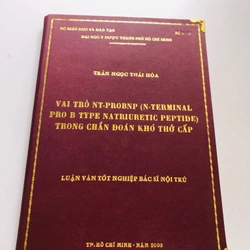 BỘ GIÁO DỤC VÀ ĐÀO TẠO
ĐẠI HỌC Y DƯỢC THÀNH PHỐ HỒ CHÍ MINH
TRẦN NGỌC THÁI HÒA
VAI TRÒ NT-PROBNP (N-TERMINAL
PRO B TYPE NATRIURETIC PEPTIDE)
TRONG CHẨN ĐOÁN KHÓ THỞ CẤP
LUẬN VĂN TỐT NGHIỆP BÁC SĨ NỘI TRÚ
TP. HỒ CHÍ MINH - NĂM